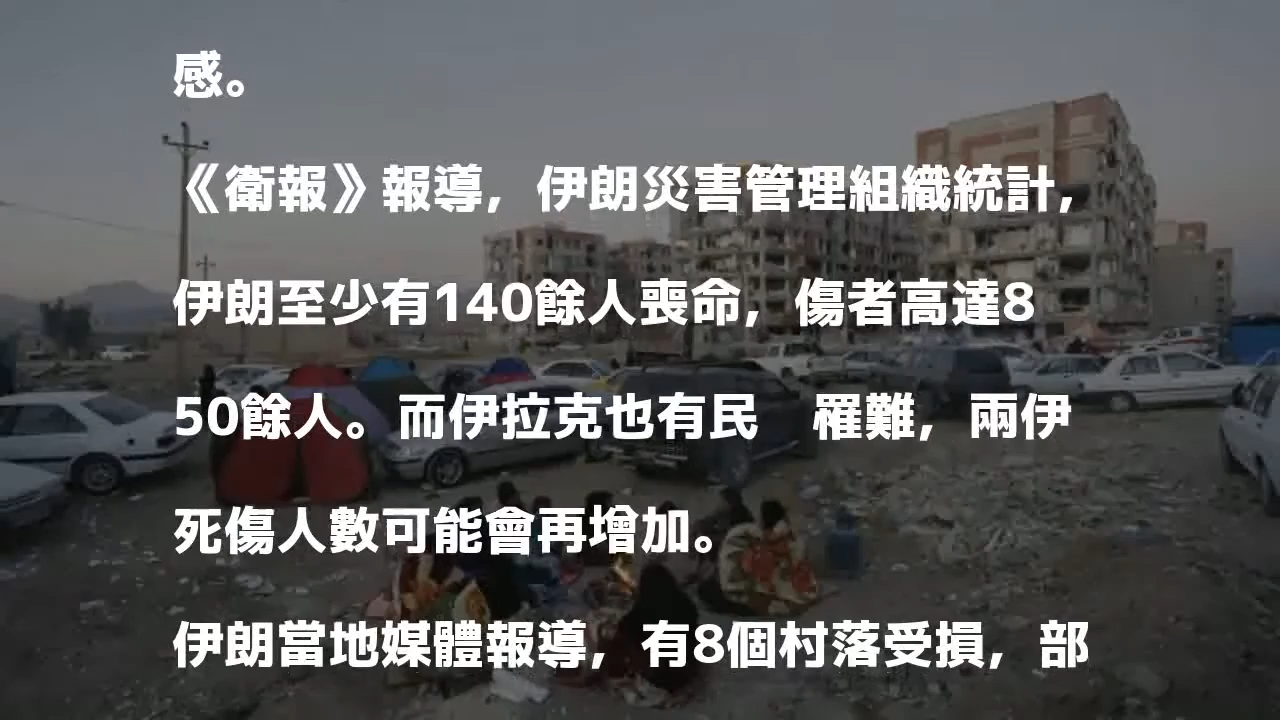 感。
《衛報》報導，伊朗災害管理組織統計，
伊朗至少有140餘人喪命，傷者高達8
50餘人。而伊拉克也有民　罹難，兩伊
死傷人數可能會再增加。
伊朗當地媒體報導，有8個村落受損，部